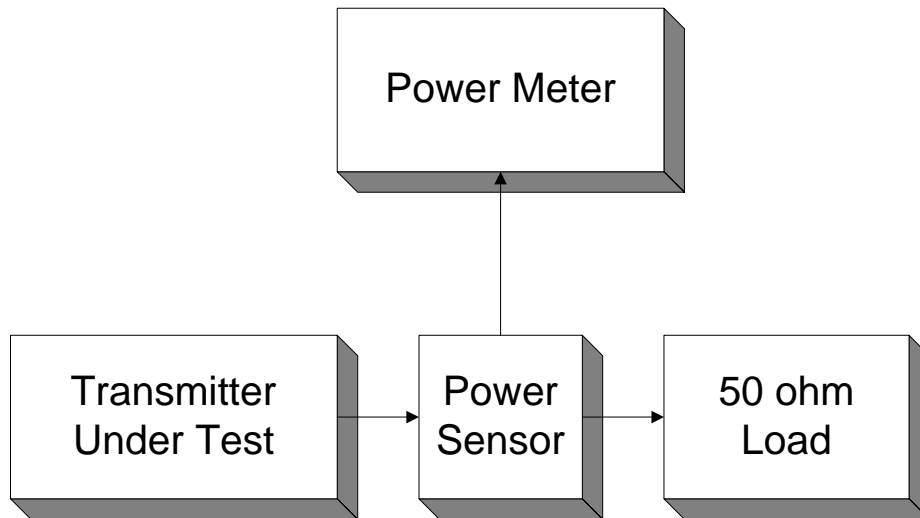 Power Meter
Transmitter
Under Test
Power
Sensor
50 ohm
Load